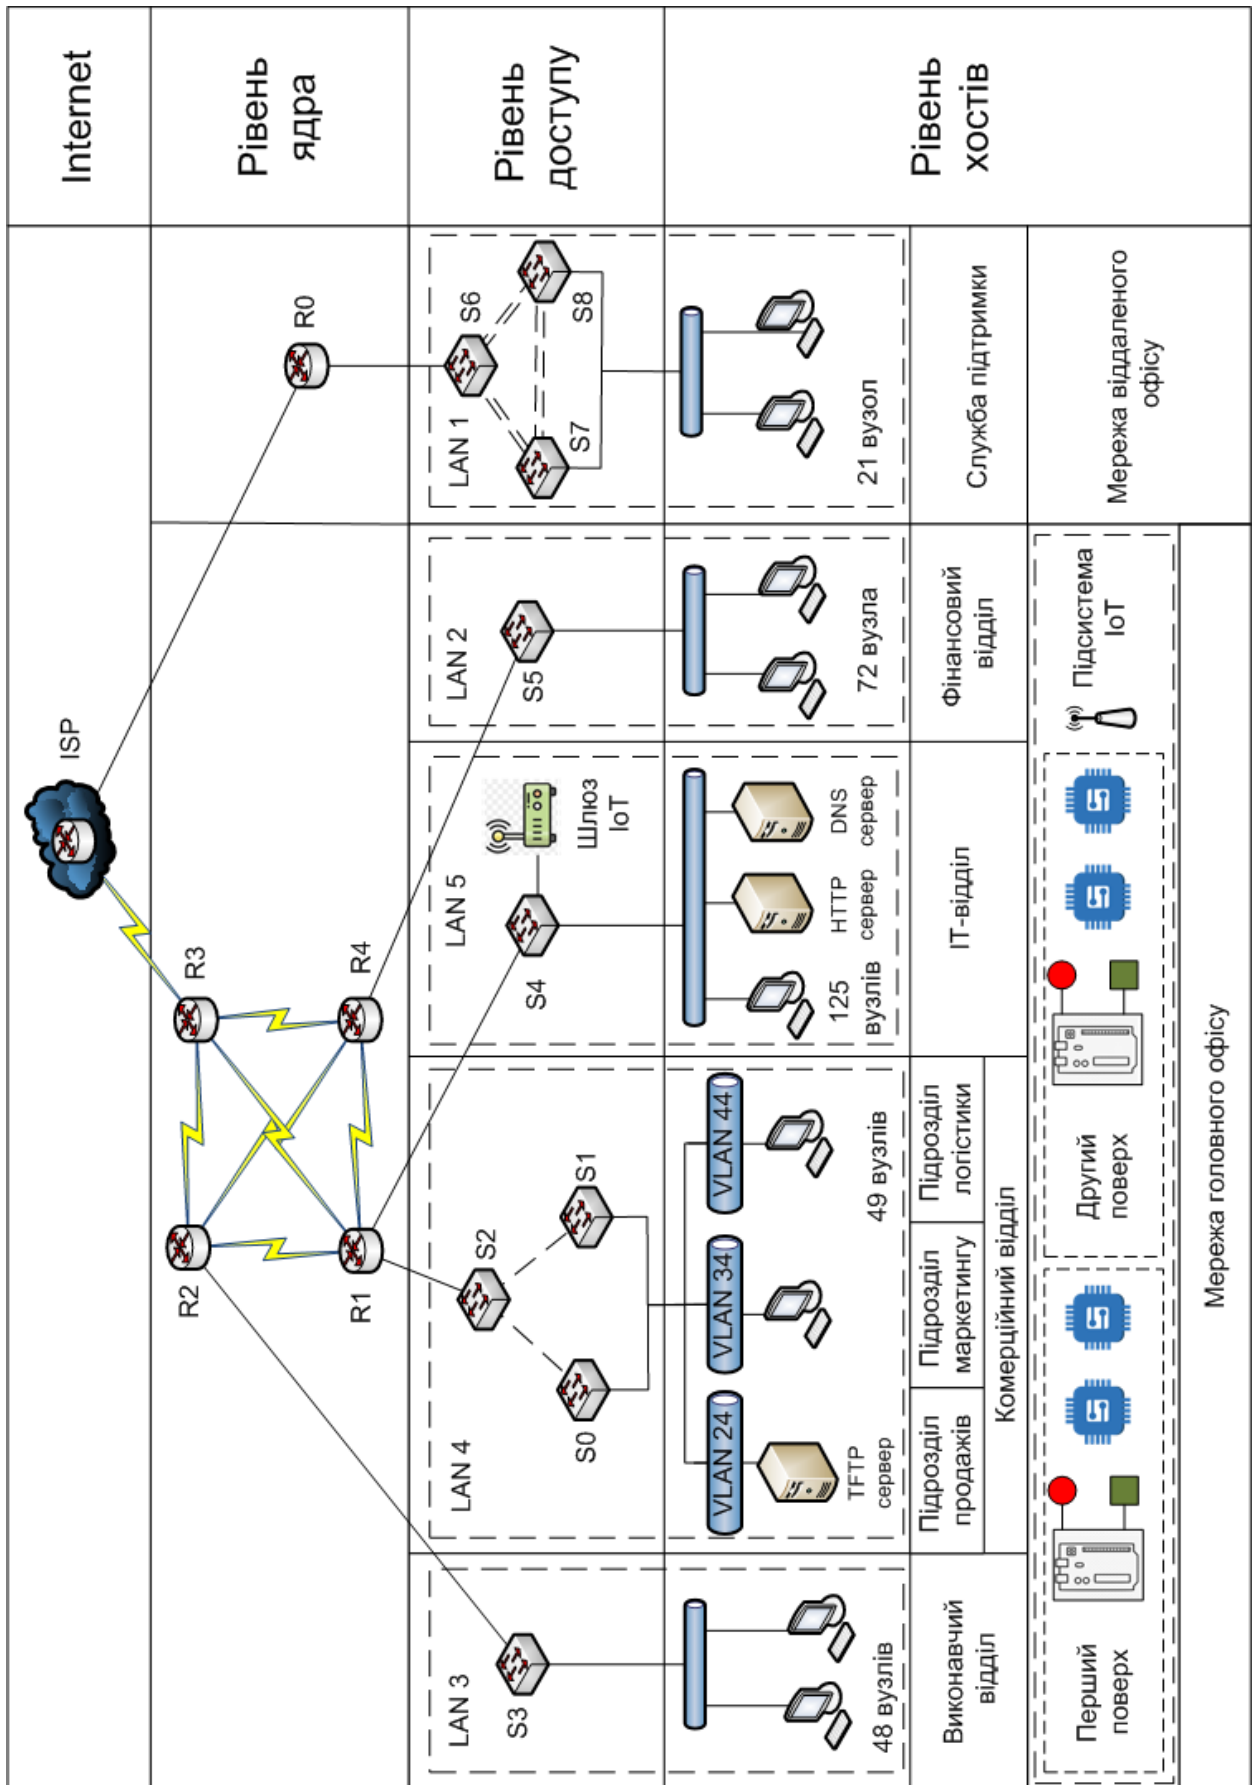 Internet
Рівень
ядра
Рівень
доступу
Рівень
хостів
ISP
R2
R3
R0
R1
R4
LAN 3
S3
LAN 4
S2
S0
S1
LAN 5
S4
Шлюз
IoT
LAN 2
S5
LAN 1
S6
S7
S8
48 вузлів
VLAN 24
VLAN 34
VLAN 44
TFTP
сервер
49 вузлів
125
вузлів
HTTP
сервер
DNS
сервер
72 вузла
21 вузол
Виконавчий
відділ
Підрозділ
продажів
Підрозділ
маркетингу
Підрозділ
логістики
Комерційний відділ
ІТ-відділ
Фінансовий
відділ
Служба підтримки
Перший
поверх
Другий
поверх
Підсистема
IoT
Мережа віддаленого
офісу
Мережа головного офісу